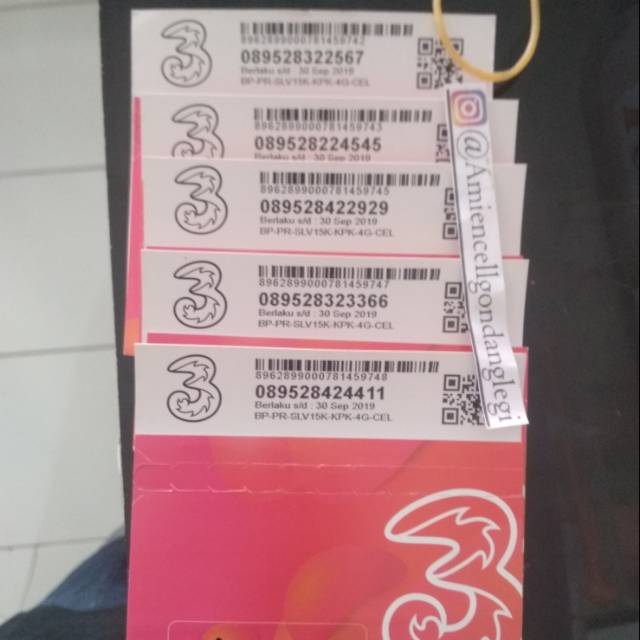 3
8962899000781459742
089528322567
Berlaku s/d : 30 Sep 2019
BP-PR-SLV15K-KPK-4G-CEL
3
8962899000781459743
089528224545
Berlaku s/d : 30 Sep 2019
3
8962899000781459745
089528422929
Berlaku s/d : 30 Sep 2019
BP-PR-SLV15K-KPK-4G-CEL
3
8962899000781459747
089528323366
Berlaku s/d : 30 Sep 2019
BP-PR-SLV15K-KPK-4G-CEL
3
8962899000781459748
089528424411
Berlaku s/d : 30 Sep 2019
BP-PR-SLV15K-KPK-4G-CEL
@Amiencellgondanglegi
3